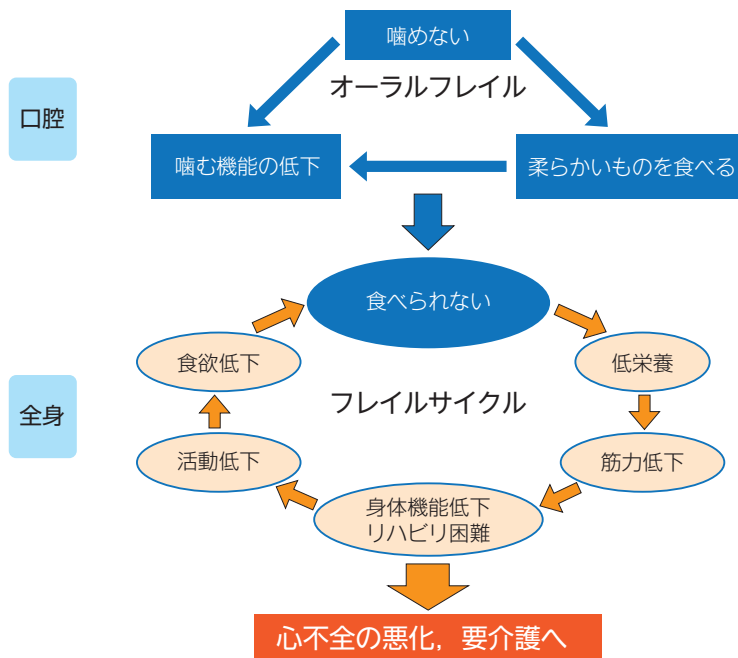 噛めない
オーラルフレイル
口腔
噛む機能の低下
柔らかいものを食べる
食べられない
食欲低下
低栄養
全身
フレイルサイクル
活動低下
筋力低下
身体機能低下
リハビリ困難
心不全の悪化，要介護へ